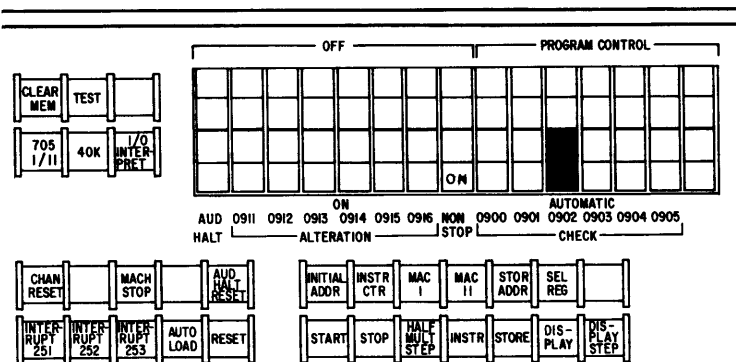 OFF PROGRAM CONTROL
CLEAR MEM TEST
705 I/II 40K I/O INTER-PRET
ON
ON AUTOMATIC
AUD HALT 0911 0912 0913 0914 0915 0916 NON STOP 0900 0901 0902 0903 0904 0905
ALTERATION CHECK
CHAN RESET MACH STOP AUD HALT RESET INITIAL ADDR INSTR CTR MAC I MAC II STOR ADDR SEL REG
INTER-RUPT 251 INTER-RUPT 252 INTER-RUPT 253 AUTO LOAD RESET START STOP HALF MULT STEP INSTR STORE DIS-PLAY DIS-PLAY STEP